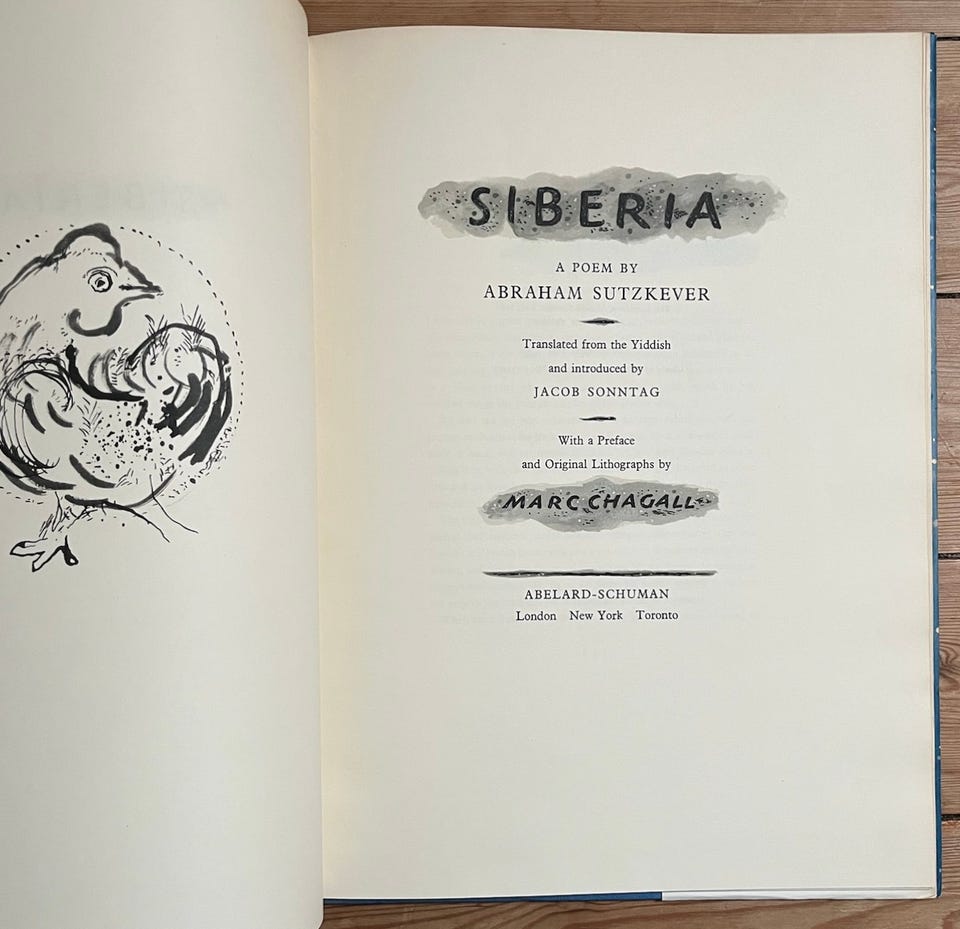 SIBERIA
A POEM BY
ABRAHAM SUTZKEVER
Translated from the Yiddish
and introduced by
JACOB SONNTAG
With a Preface
and Original Lithographs by
MARC CHAGALL
ABELARD-SCHUMAN
London New York Toronto